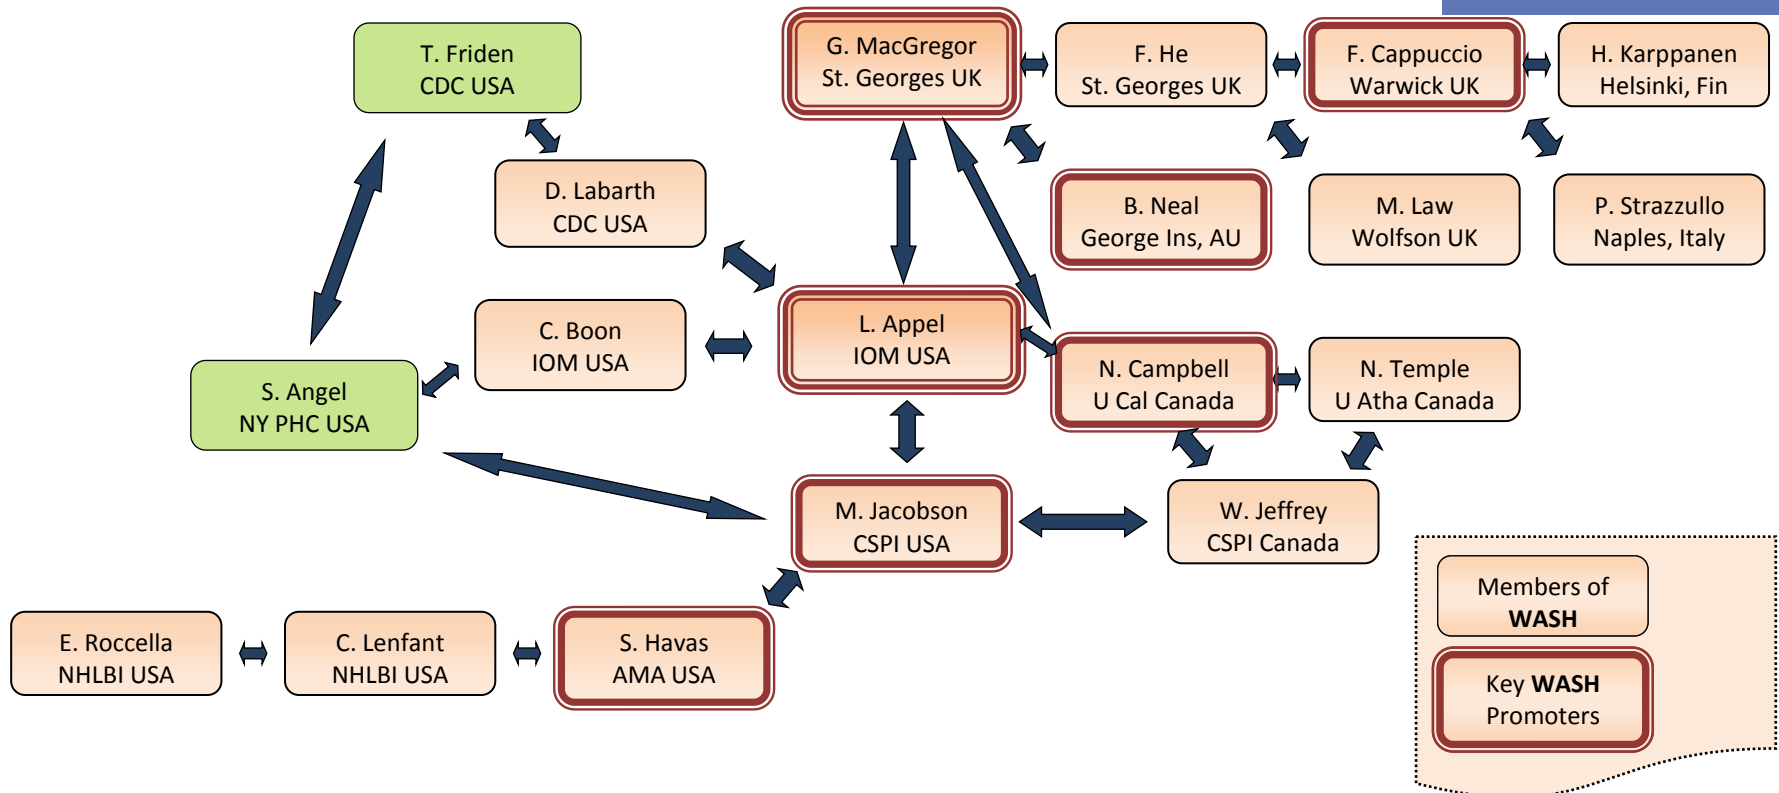 T. Friden
CDC USA
G. MacGregor
St. Georges UK
F. He
St. Georges UK
F. Cappuccio
Warwick UK
H. Karppanen
Helsinki, Fin
D. Labarth
CDC USA
B. Neal
George Ins, AU
M. Law
Wolfson UK
P. Strazzullo
Naples, Italy
C. Boon
IOM USA
L. Appel
IOM USA
S. Angel
NY PHC USA
N. Campbell
U Cal Canada
N. Temple
U Atha Canada
M. Jacobson
CSPI USA
W. Jeffrey
CSPI Canada
E. Roccella
NHLBI USA
C. Lenfant
NHLBI USA
S. Havas
AMA USA
Members of
WASH
Key WASH
Promoters